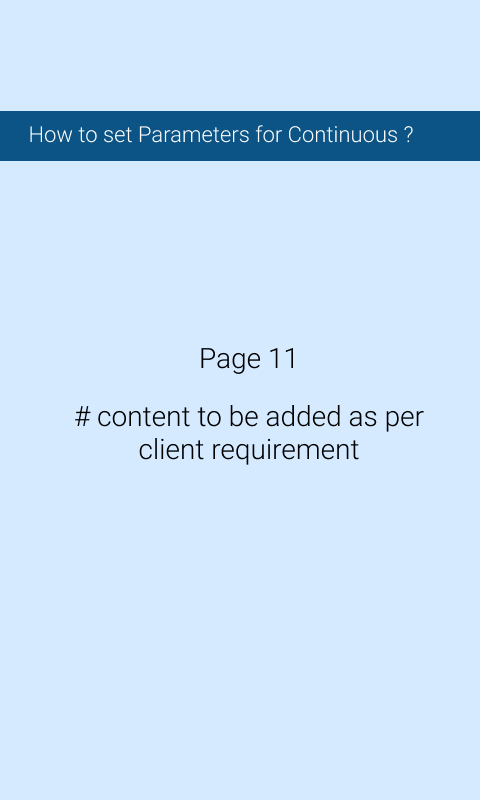 How to set Parameters for Continuous ?
Page 11
# content to be added as per
client requirement